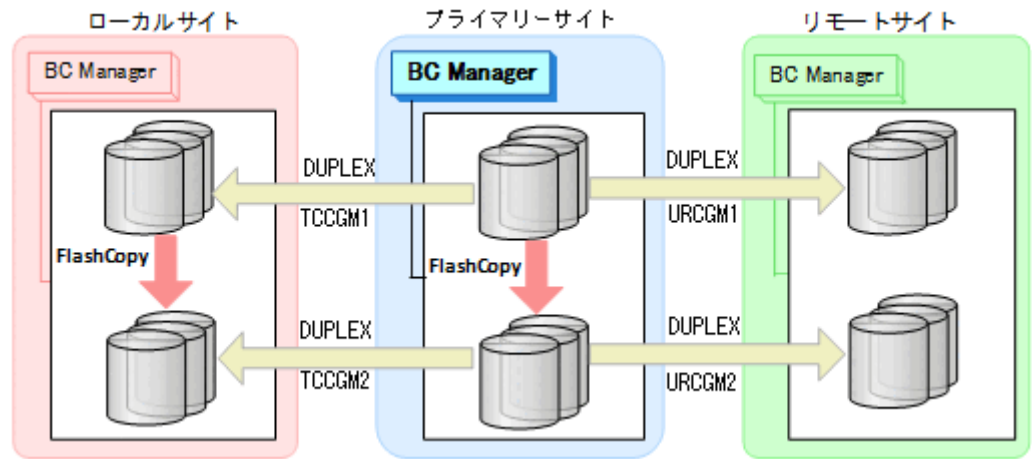 ローカルサイト
プライマリーサイト
リモートサイト
BC Manager
BC Manager
BC Manager
DUPLEX
DUPLEX
TCCGM1
URCGM1
FlashCopy
FlashCopy
DUPLEX
DUPLEX
TCCGM2
URCGM2